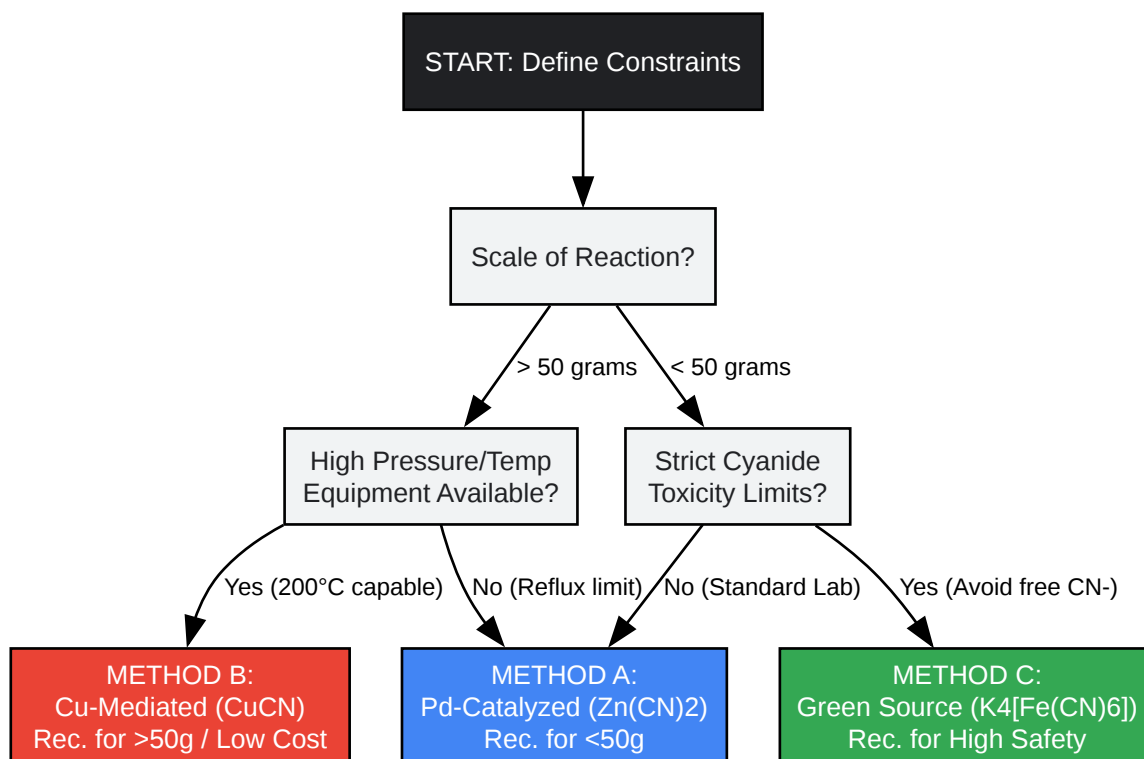 START: Define Constraints
Scale of Reaction?
> 50 grams
< 50 grams
High Pressure/Temp
Equipment Available?
Strict Cyanide
Toxicity Limits?
Yes (200°C capable)
No (Reflux limit)
No (Standard Lab)
Yes (Avoid free CN-)
METHOD B:
Cu-Mediated (CuCN)
Rec. for >50g / Low Cost
METHOD A:
Pd-Catalyzed (Zn(CN)2)
Rec. for <50g
METHOD C:
Green Source (K4[Fe(CN)6])
Rec. for High Safety